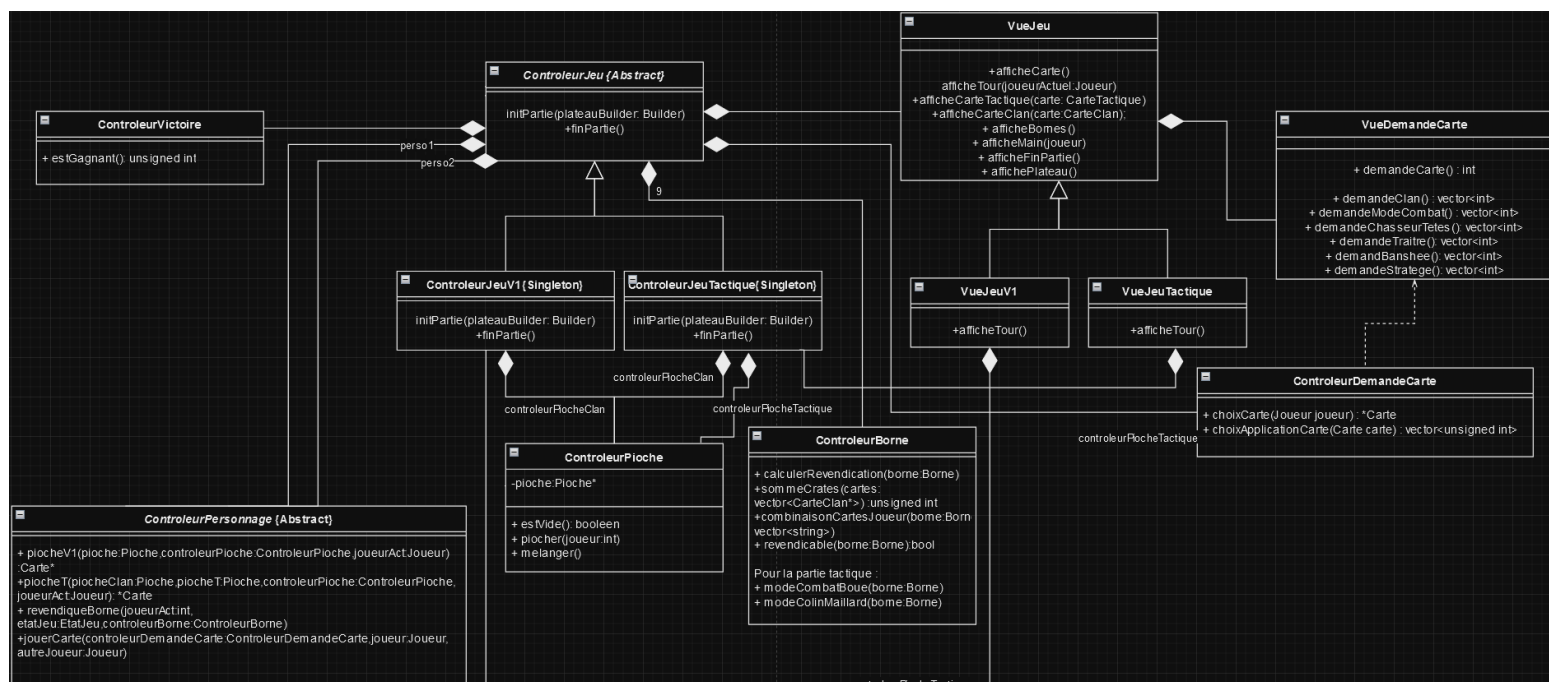 VueJeu
+afficheCarte()
afficheTour(joueurActuel:Joueur)
+afficheCarteTactique(carte: CarteTactique)
+afficheCarteClan(carte:CarteClan);
+ afficheBornes()
+ afficheMain(joueur)
+ afficheFinPartie()
+ affichePlateau()
ControleurJeu {Abstract}
initPartie(plateauBuilder: Builder)
+finPartie()
ControleurVictoire
+ estGagnant(): unsigned int
perso1
perso2
9
VueDemandeCarte
+ demandeCarte() : int
+ demandeClan() : vector<int>
+ demandeModeCombat() : vector<int>
+ demandeChasseurTetes(): vector<int>
+ demandeTraitre(): vector<int>
+ demandBanshee(): vector<int>
+ demandeStratege(): vector<int>
ControleurJeuV1{Singleton}
initPartie(plateauBuilder: Builder)
+finPartie()
ControleurJeuTactique{Singleton}
initPartie(plateauBuilder: Builder)
+finPartie()
VueJeuV1
+afficheTour()
VueJeuTactique
+afficheTour()
controleurPiocheClan
controleurPiocheClan
controleurPiocheTactique
ControleurDemandeCarte
+ choixCarte(Joueur joueur) : *Carte
+ choixApplicationCarte(Carte carte) : vector<unsigned int>
controleurPiocheTactique
ControleurPioche
-pioche:Pioche*
+ estVide(): booleen
+ piocher(joueur:int)
+ melanger()
ControleurBorne
+ calculerRevendication(borne:Borne)
+sommeCrates(cartes:
vector<CarteClan*>) :unsigned int
+combinaisonCartesJoueur(borne:Born
vector<string>)
+ revendicable(borne:Borne):bool
Pour la partie tactique :
+ modeCombatBoue(borne:Borne)
+ modeColinMaillard(borne:Borne)
ControleurPersonnage {Abstract}
+ piocheV1(pioche:Pioche,controleurPioche:ControleurPioche,joueurAct:Joueur)
:Carte*
+piocheT(piocheClan:Pioche,piocheT:Pioche,controleurPioche:ControleurPioche,
joueurAct:Joueur): *Carte
+ revendiqueBorne(joueurAct:int,
etatJeu:EtatJeu,controleurBorne:ControleurBorne)
+jouerCarte(controleurDemandeCarte:ControleurDemandeCarte,joueur:Joueur,
autreJoueur:Joueur)